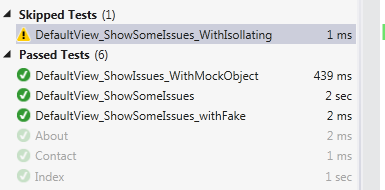 Skipped Tests (1)
DefaultView_ShowSomeIssues_WithIsollating 1 ms
Passed Tests (6)
DefaultView_ShowIssues_WithMockObject 439 ms
DefaultView_ShowSomeIssues 2 sec
DefaultView_ShowSomeIssues_withFake 2 ms
About 2 ms
Contact 2 ms
Index 1 sec